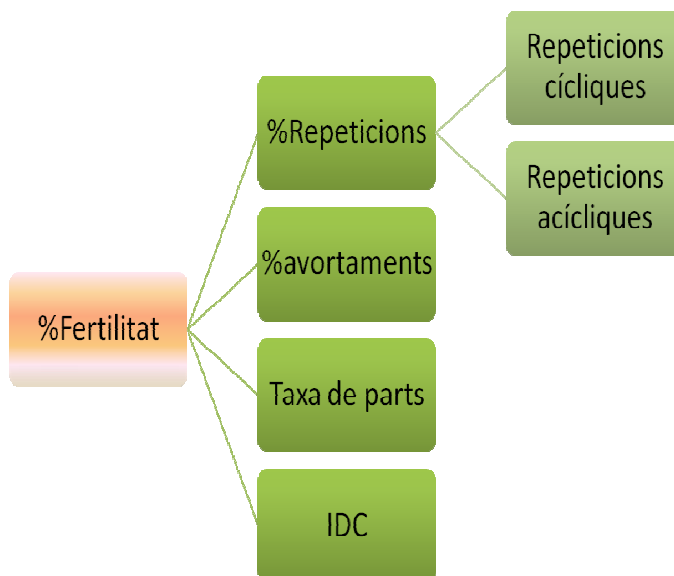 %Fertilitat
%Repeticions
Repeticions
cícliques
Repeticions
acícliques
%avortaments
Taxa de parts
IDC